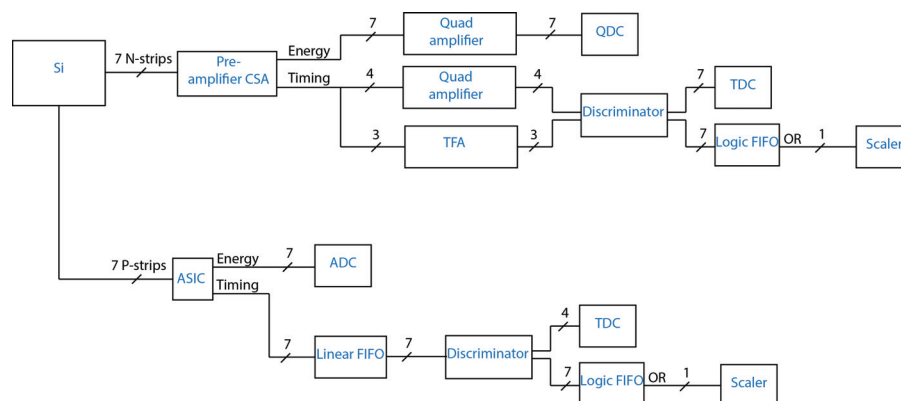 7
Quad
amplifier
7
QDC
Si
7 N-strips
Pre-
amplifier CSA
Energy
Timing
4
Quad
amplifier
4
7
TDC
Discriminator
3
TFA
3
7
Logic FIFO
OR
1
Scaler
7 P-strips
ASIC
Energy
7
ADC
Timing
4
TDC
7
Linear FIFO
7
Discriminator
7
Logic FIFO
OR
1
Scaler